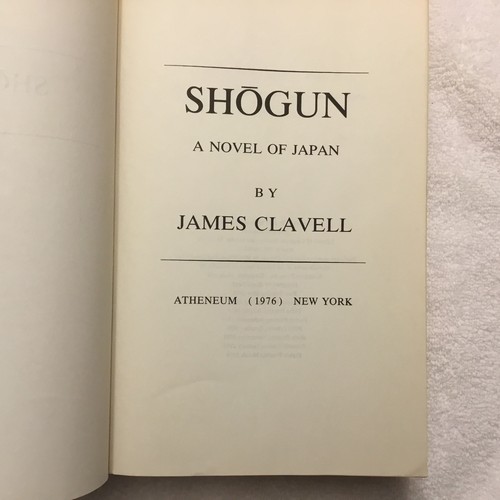 SHŌGUN
A NOVEL OF JAPAN
BY
JAMES CLAVELL
ATHENEUM (1976) NEW YORK